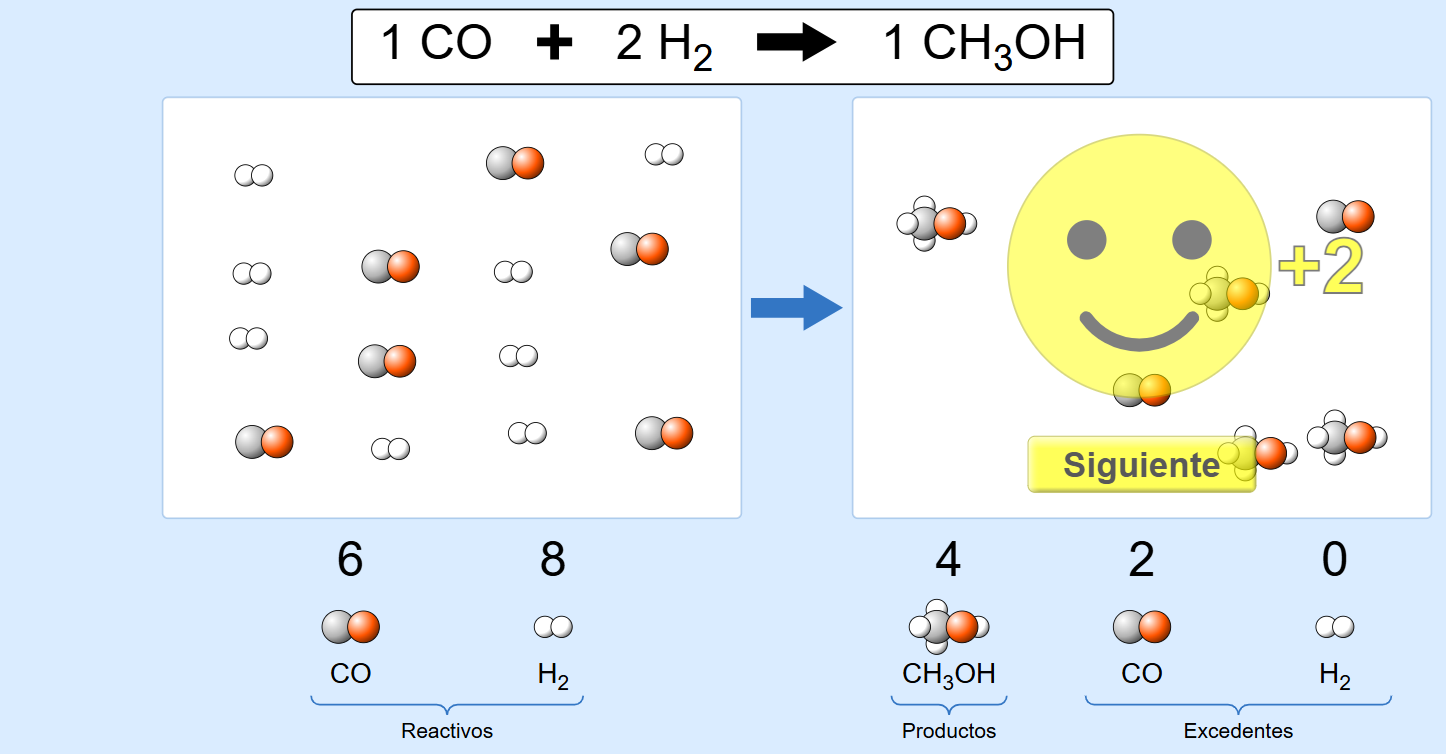 1 CO + 2 H₂ → 1 CH₃OH
+2
Siguiente
6 8 4 2 0
CO H₂ CH₃OH CO H₂
Reactivos Productos Excedentes